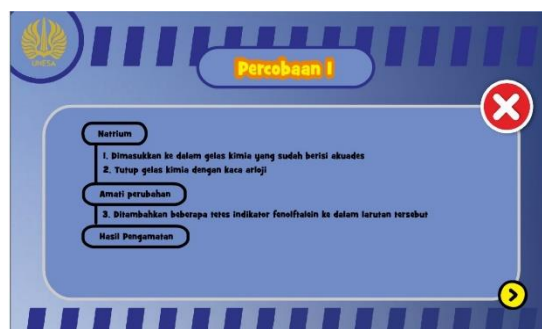 UNESA
Percobaan 1
Natrium
1. Dimasukkan ke dalam gelas kimia yang sudah berisi akuades
2. Tutup gelas kimia dengan kaca arloji
Amati perubahan
3. Ditambahkan beberapa tetes indikator fenolftalein ke dalam larutan tersebut
Hasil Pengamatan